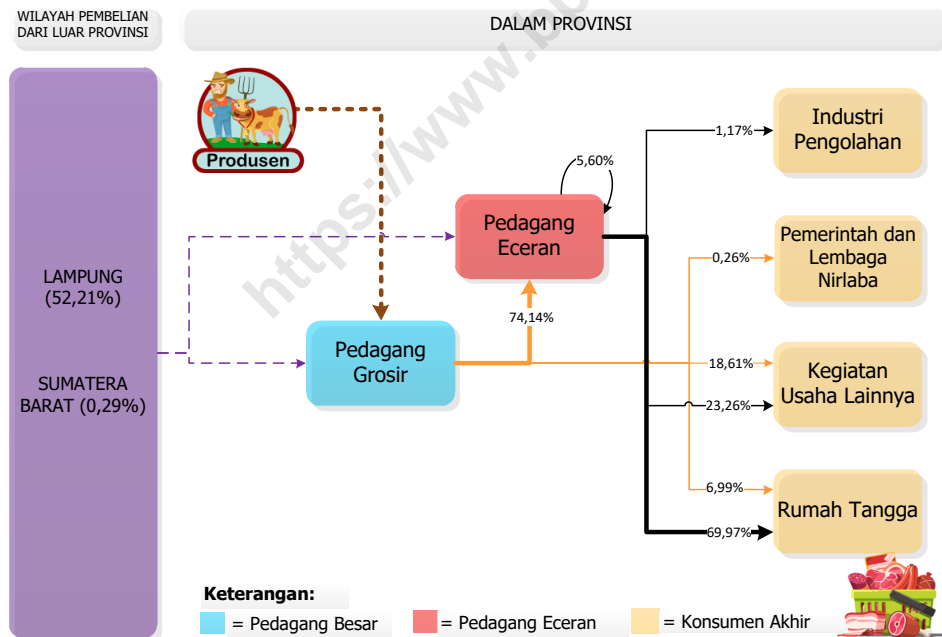 WILAYAH PEMBELIAN
DARI LUAR PROVINSI
DALAM PROVINSI
LAMPUNG
(52,21%)
SUMATERA
BARAT (0,29%)
Produsen
Pedagang
Eceran
5,60%
74,14%
Pedagang
Grosir
1,17%
Industri
Pengolahan
0,26%
Pemerintah dan
Lembaga
Nirlaba
18,61%
23,26%
Kegiatan
Usaha Lainnya
6,99%
69,97%
Rumah Tangga
Keterangan:
= Pedagang Besar
= Pedagang Eceran
= Konsumen Akhir
https://www.b